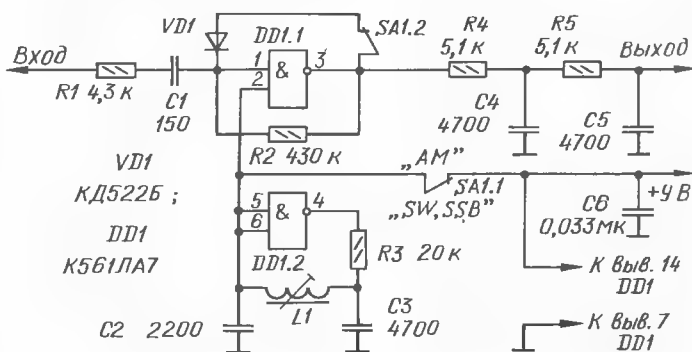 VD1
DD1.1
SA1.2
R4
5,1 к
R5
5,1 к
Вход
Выход
1
2
&
3
R1 4,3 к
C1
150
R2 430 к
C4
4700
C5
4700
VD1
КД522Б ;
DD1
К561ЛА7
„AM”
SA1.1
„SW, SSB”
+У В
C6
0,033 мк
5
6
&
4
DD1.2
R3 20 к
К выв. 14
DD1
L1
C2 2200
C3
4700
К выв. 7
DD1